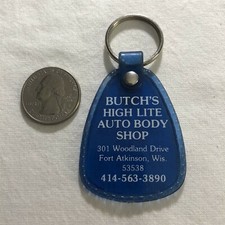 BUTCH'S
HIGH LITE
AUTO BODY
SHOP
301 Woodland Drive
Fort Atkinson, Wis.
53538
414-563-3890